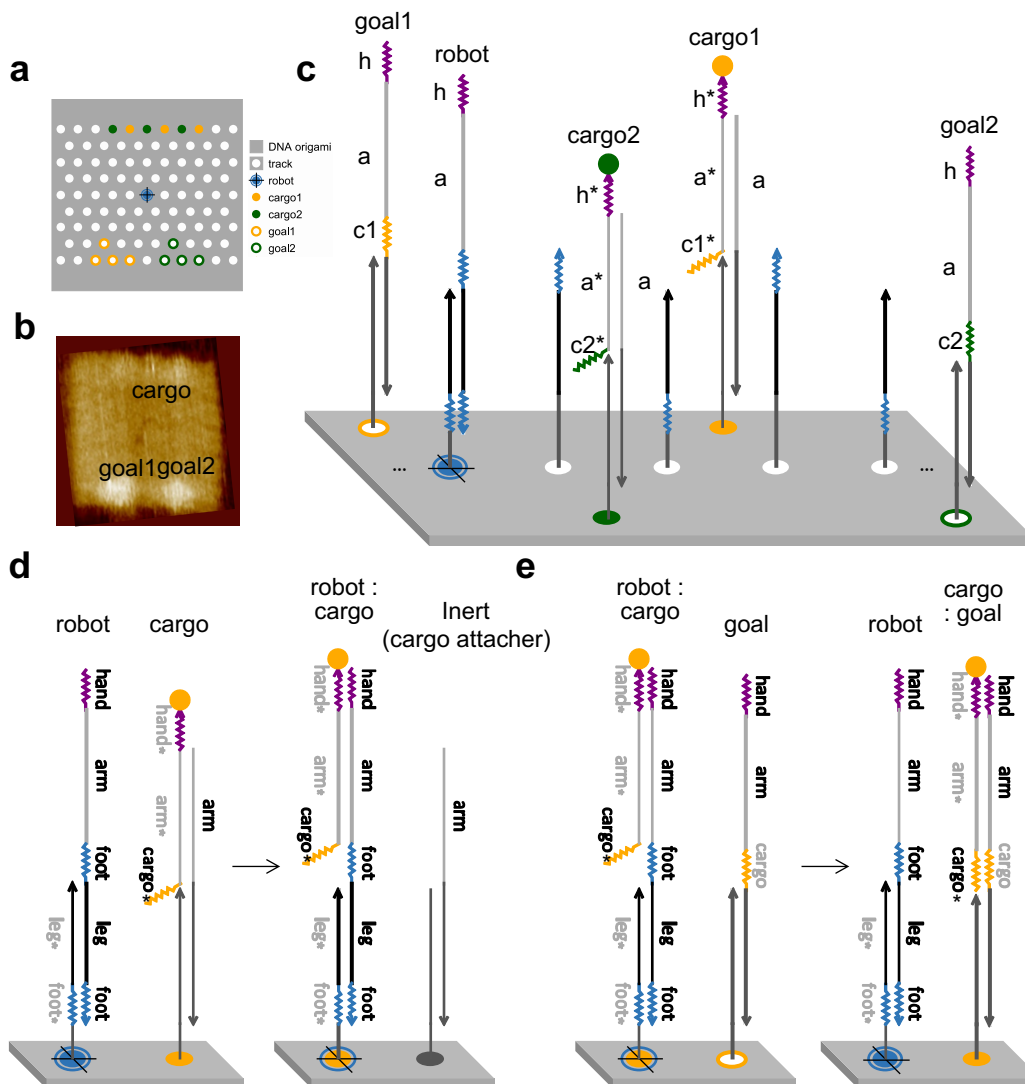 a
DNA origami
track
robot
cargo1
cargo2
goal1
goal2
b
cargo
goal1goal2
c
goal1
h
a
c1
robot
h
a
cargo2
h*
a*
a
c2*
cargo1
h*
a*
a
c1*
goal2
h
a
c2
...
...
d
robot
cargo
robot :
cargo
Inert
(cargo attacher)
hand
arm
foot
leg*
leg
foot*
foot
hand*
arm*
arm
cargo*
hand*
hand
arm*
arm
cargo*
foot
leg*
leg
foot*
foot
arm
e
robot :
cargo
goal
robot
cargo
: goal
hand*
hand
arm*
arm
cargo*
foot
leg*
leg
foot*
foot
hand
arm
cargo
hand
arm
foot
leg*
leg
foot*
foot
hand*
hand
arm*
arm
cargo*
cargo